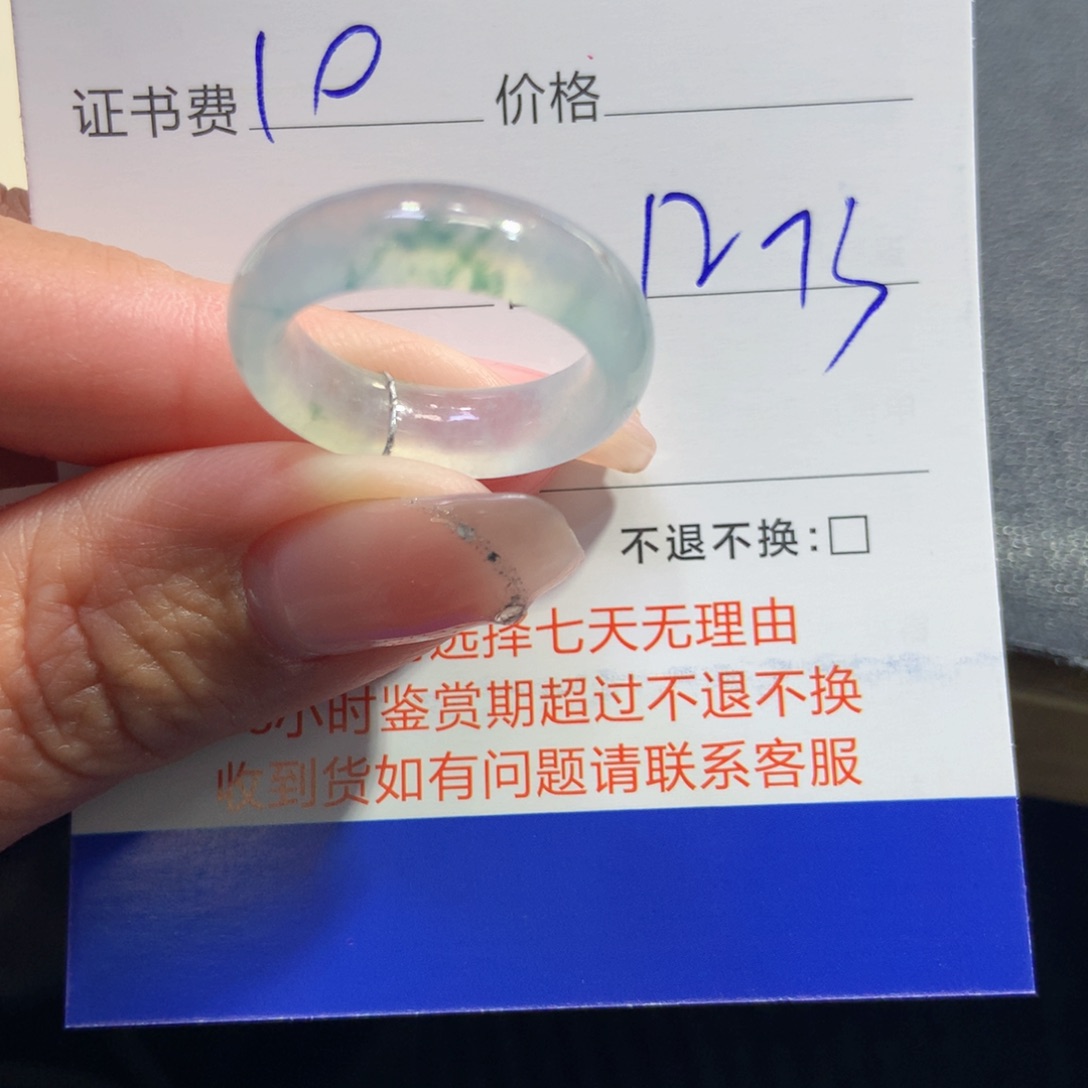 证书费 10 价格
不退不换:□
选择七天无理由
小时鉴赏期超过不退不换
收到货如有问题请联系客服